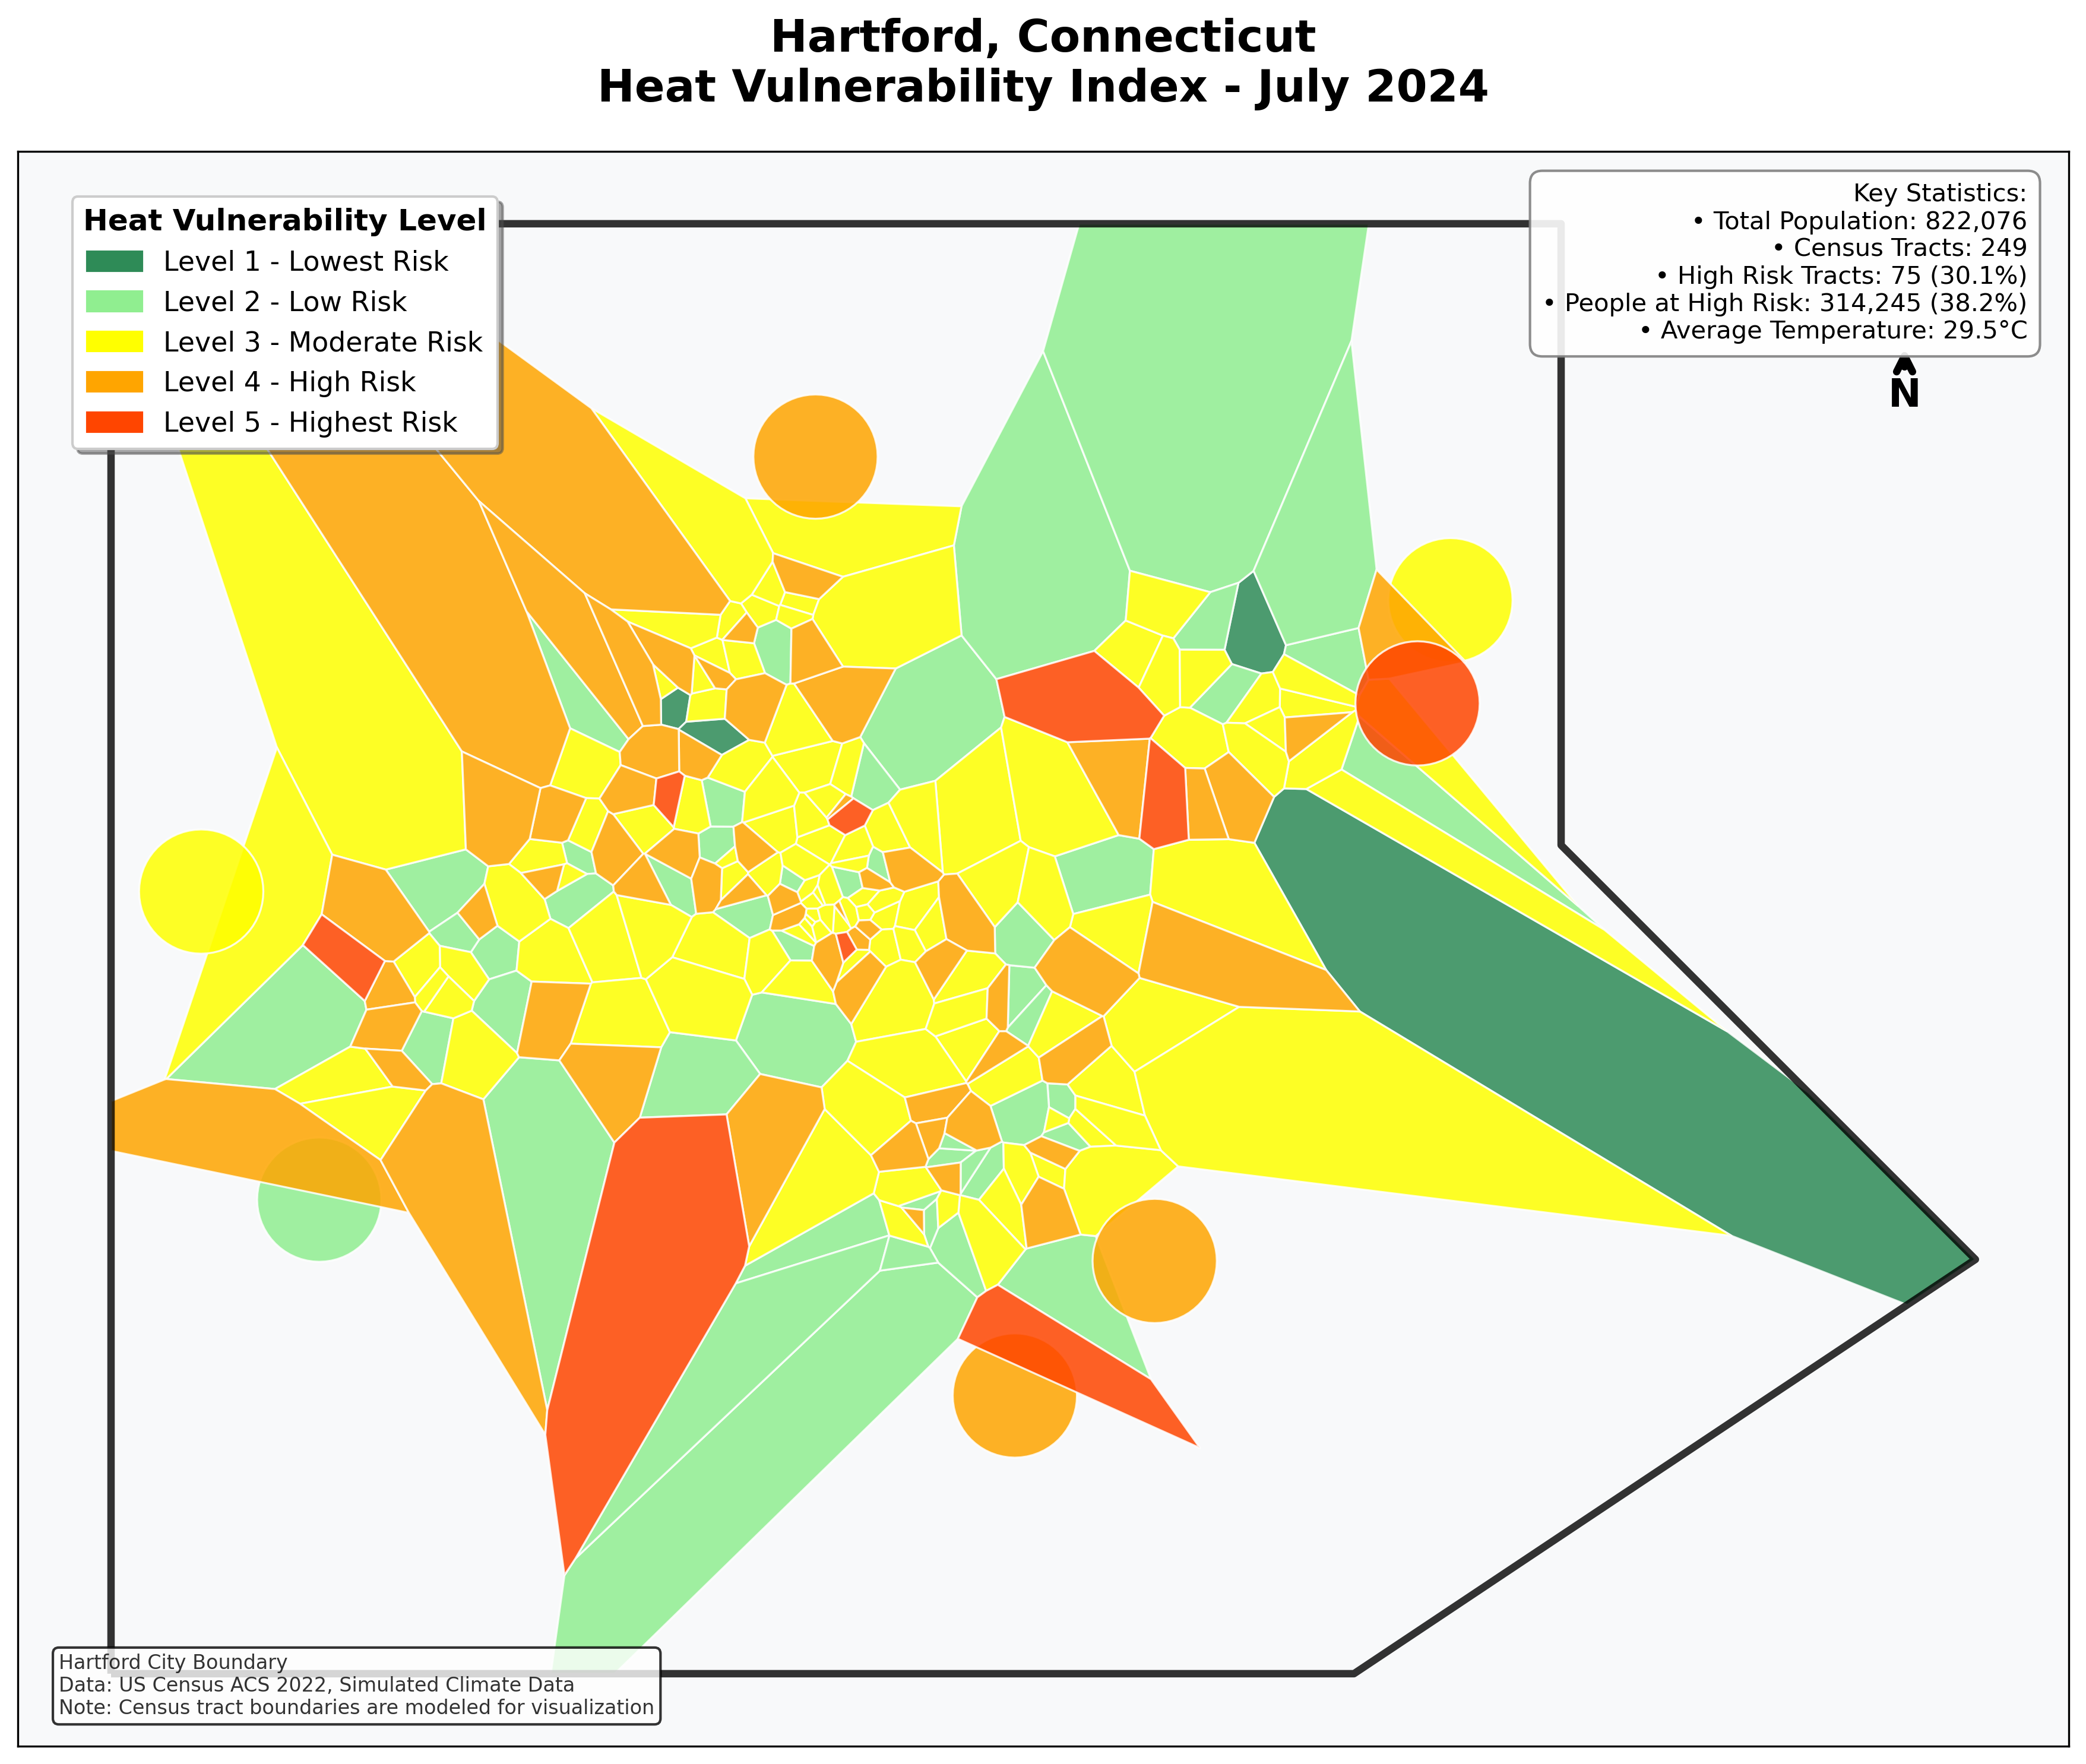 Hartford, Connecticut
Heat Vulnerability Index - July 2024
Heat Vulnerability Level
Level 1 - Lowest Risk
Level 2 - Low Risk
Level 3 - Moderate Risk
Level 4 - High Risk
Level 5 - Highest Risk
Key Statistics:
• Total Population: 822,076
• Census Tracts: 249
• High Risk Tracts: 75 (30.1%)
• People at High Risk: 314,245 (38.2%)
• Average Temperature: 29.5°C
N
Hartford City Boundary
Data: US Census ACS 2022, Simulated Climate Data
Note: Census tract boundaries are modeled for visualization